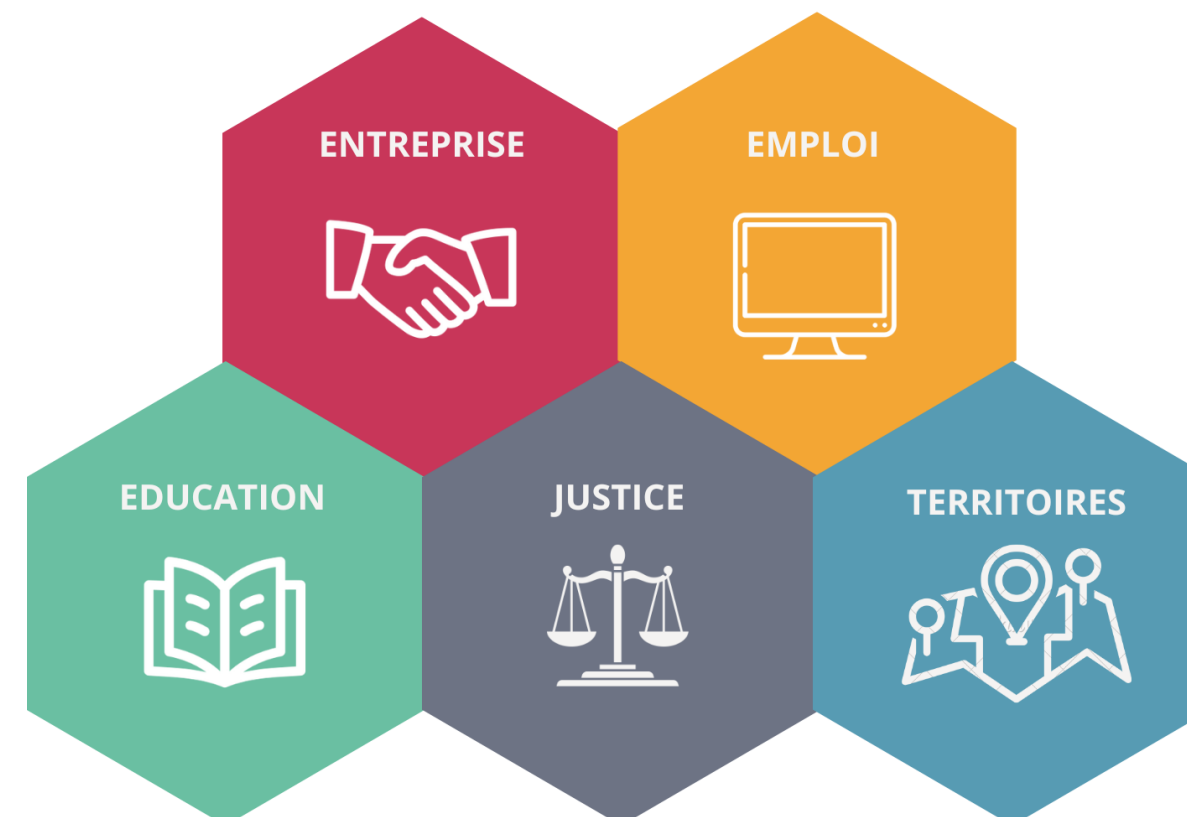 ENTREPRISE
EMPLOI
EDUCATION
JUSTICE
TERRITOIRES